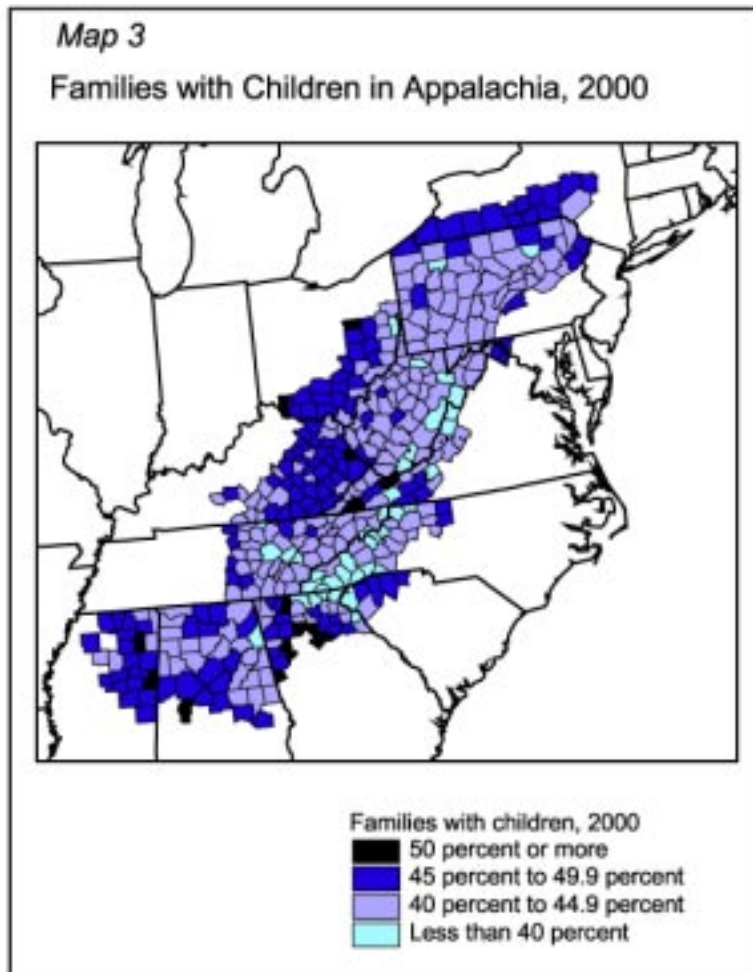 Map 3
Families with Children in Appalachia, 2000
Families with children, 2000
50 percent or more
45 percent to 49.9 percent
40 percent to 44.9 percent
Less than 40 percent